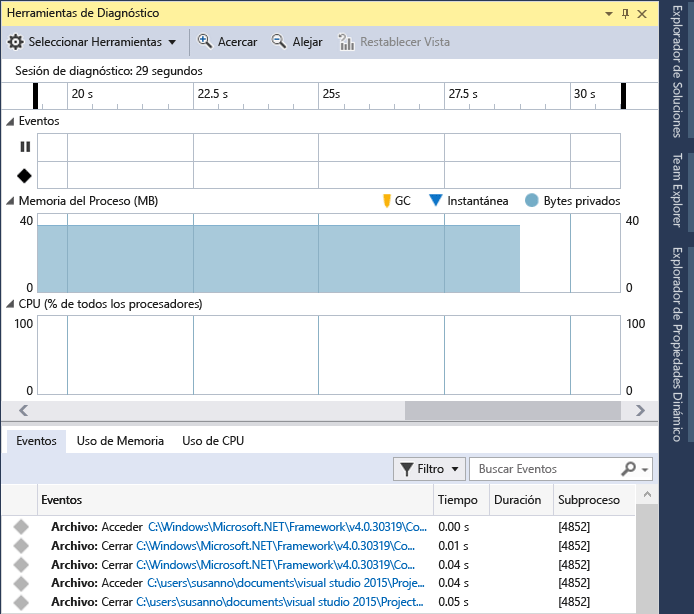 Herramientas de Diagnóstico
Seleccionar Herramientas Acercar Alejar Restablecer Vista
Sesión de diagnóstico: 29 segundos
20 s 22.5 s 25s 27.5 s 30 s
Eventos
Memoria del Proceso (MB) GC Instantánea Bytes privados
40 40
0 0
CPU (% de todos los procesadores)
100 100
0 0
Eventos Uso de Memoria Uso de CPU
Filtro Buscar Eventos
Eventos Tiempo Duración Subproceso
Archivo: Acceder C:\Windows\Microsoft.NET\Framework\v4.0.30319\Co... 0.00 s [4852]
Archivo: Cerrar C:\Windows\Microsoft.NET\Framework\v4.0.30319\Co... 0.01 s [4852]
Archivo: Cerrar C:\Windows\Microsoft.NET\Framework\v4.0.30319\Co... 0.04 s [4852]
Archivo: Acceder C:\users\susanno\documents\visual studio 2015\Proje... 0.04 s [4852]
Archivo: Cerrar C:\users\susanno\documents\visual studio 2015\Project... 0.05 s [4852]
Explorador de Soluciones
Team Explorer
Explorador de Propiedades Dinámico